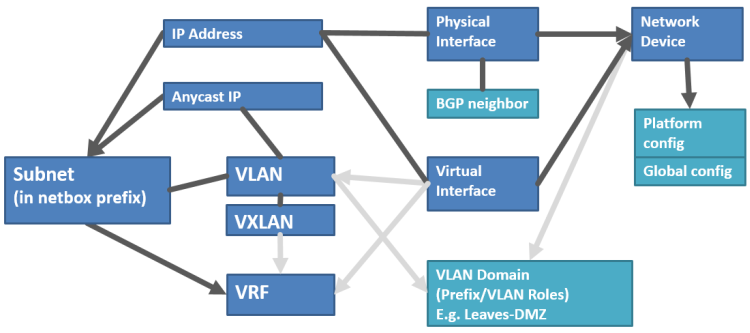 IP Address
Physical
Interface
Network
Device
Anycast IP
BGP neighbor
Platform
config
Global config
Subnet
(in netbox prefix)
VLAN
Virtual
Interface
VXLAN
VRF
VLAN Domain
(Prefix/VLAN Roles)
E.g. Leaves-DMZ